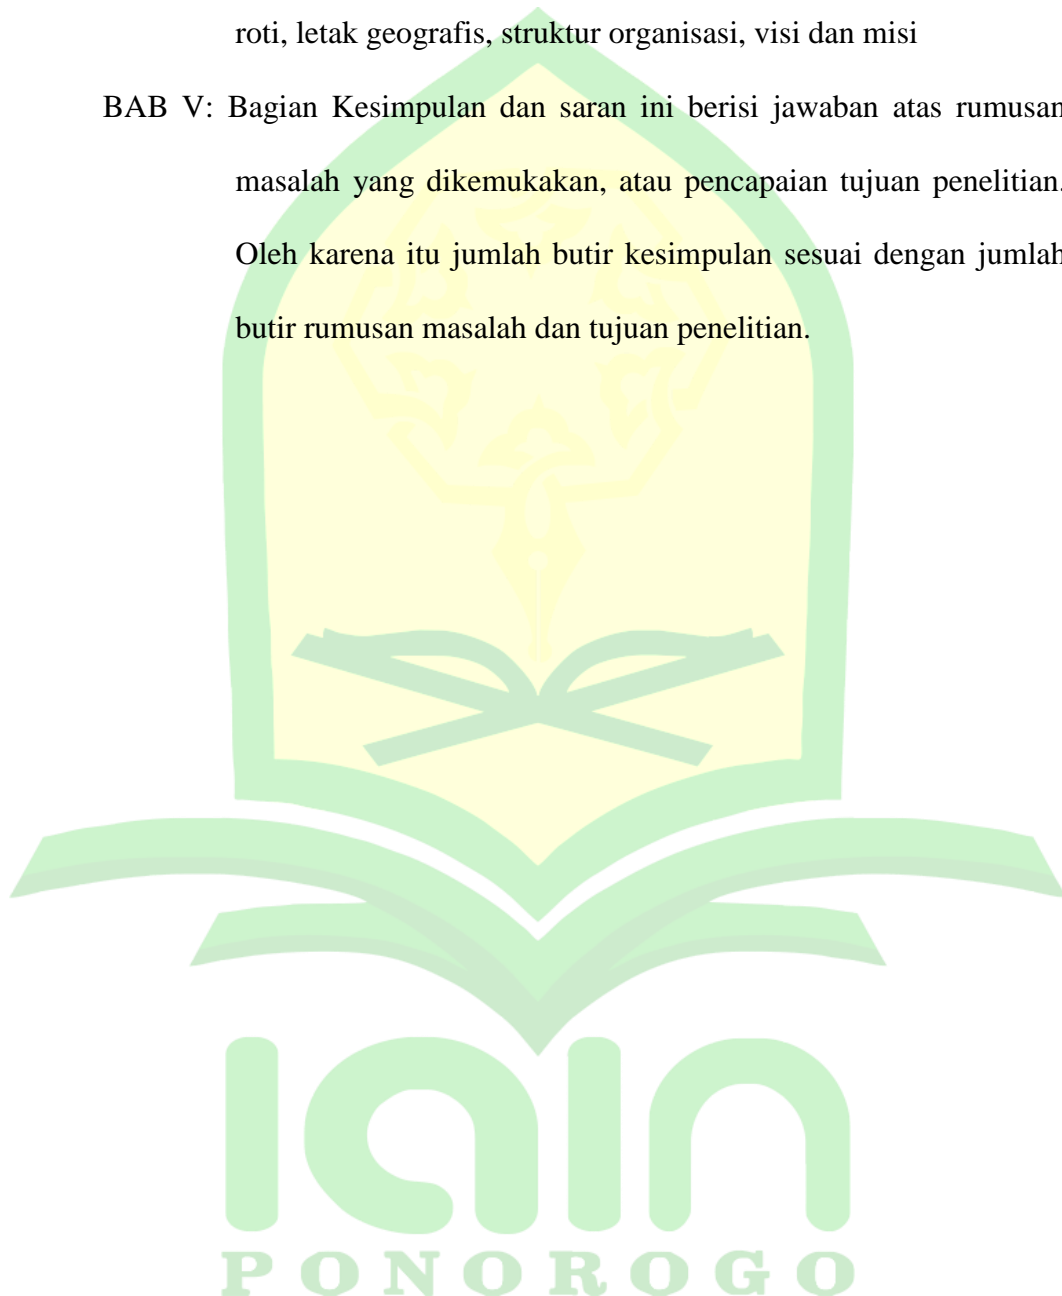 roti, letak geografis, struktur organisasi, visi dan misi
BAB V: Bagian Kesimpulan dan saran ini berisi jawaban atas rumusan
masalah yang dikemukakan, atau pencapaian tujuan penelitian.
Oleh karena itu jumlah butir kesimpulan sesuai dengan jumlah
butir rumusan masalah dan tujuan penelitian.
IAIN
PONOROGO